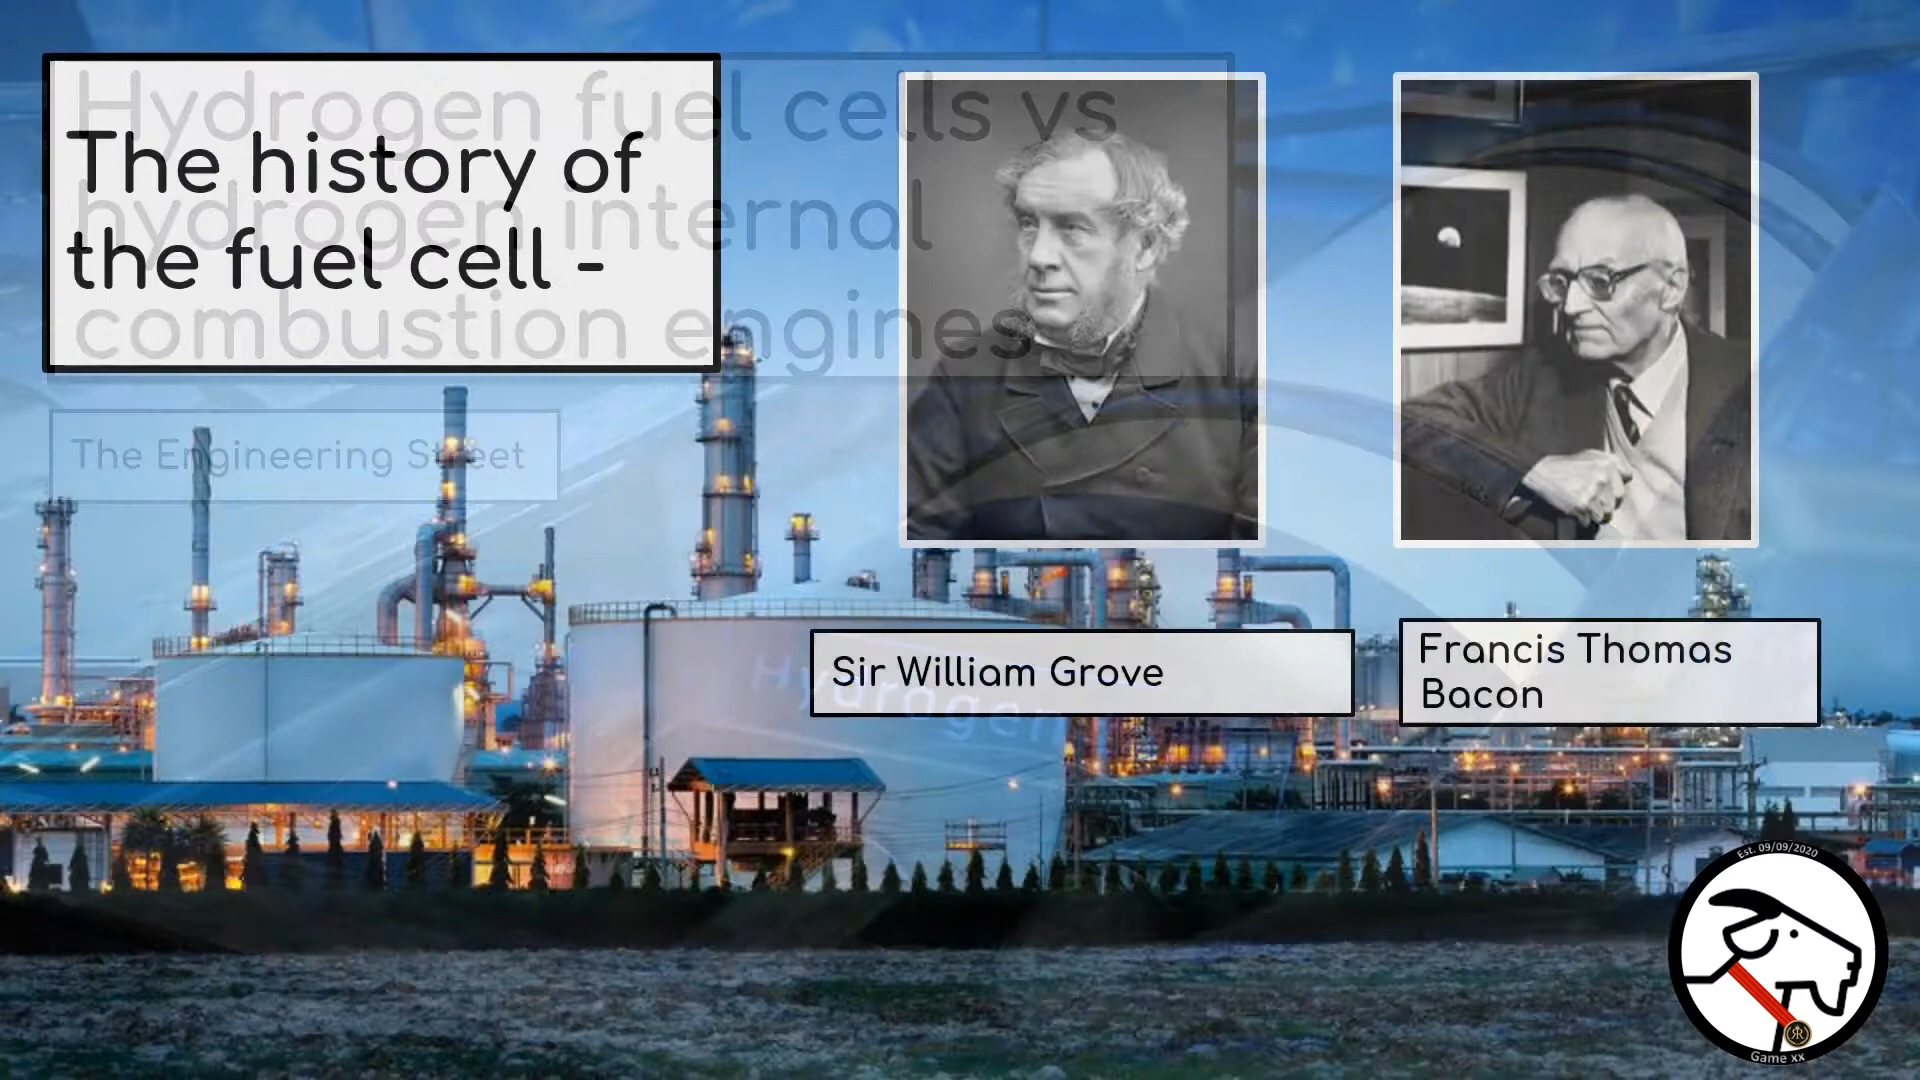 Hydrogen fuel cells vs
hydrogen internal
combustion engines
The history of
the fuel cell -
The Engineering Street
Sir William Grove
Francis Thomas
Bacon
Hydrogen
Est. 09/09/2020
Game xx